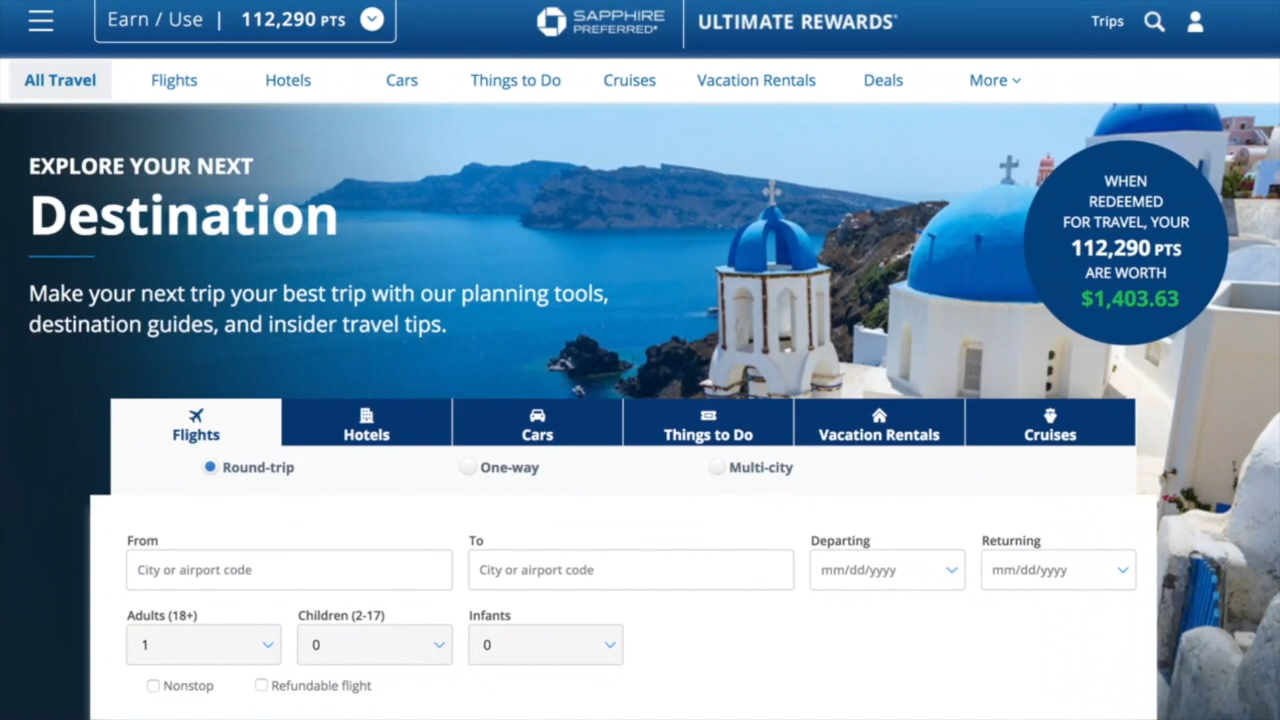 Earn / Use | 112,290 PTS
SAPPHIRE
PREFERRED®
ULTIMATE REWARDS®
Trips
All Travel
Flights
Hotels
Cars
Things to Do
Cruises
Vacation Rentals
Deals
More
EXPLORE YOUR NEXT
Destination
Make your next trip your best trip with our planning tools,
destination guides, and insider travel tips.
WHEN
REDEEMED
FOR TRAVEL, YOUR
112,290 PTS
ARE WORTH
$1,403.63
Flights
Hotels
Cars
Things to Do
Vacation Rentals
Cruises
Round-trip
One-way
Multi-city
From
To
Departing
Returning
City or airport code
City or airport code
mm/dd/yyyy
mm/dd/yyyy
Adults (18+)
Children (2-17)
Infants
1
0
0
Nonstop
Refundable flight